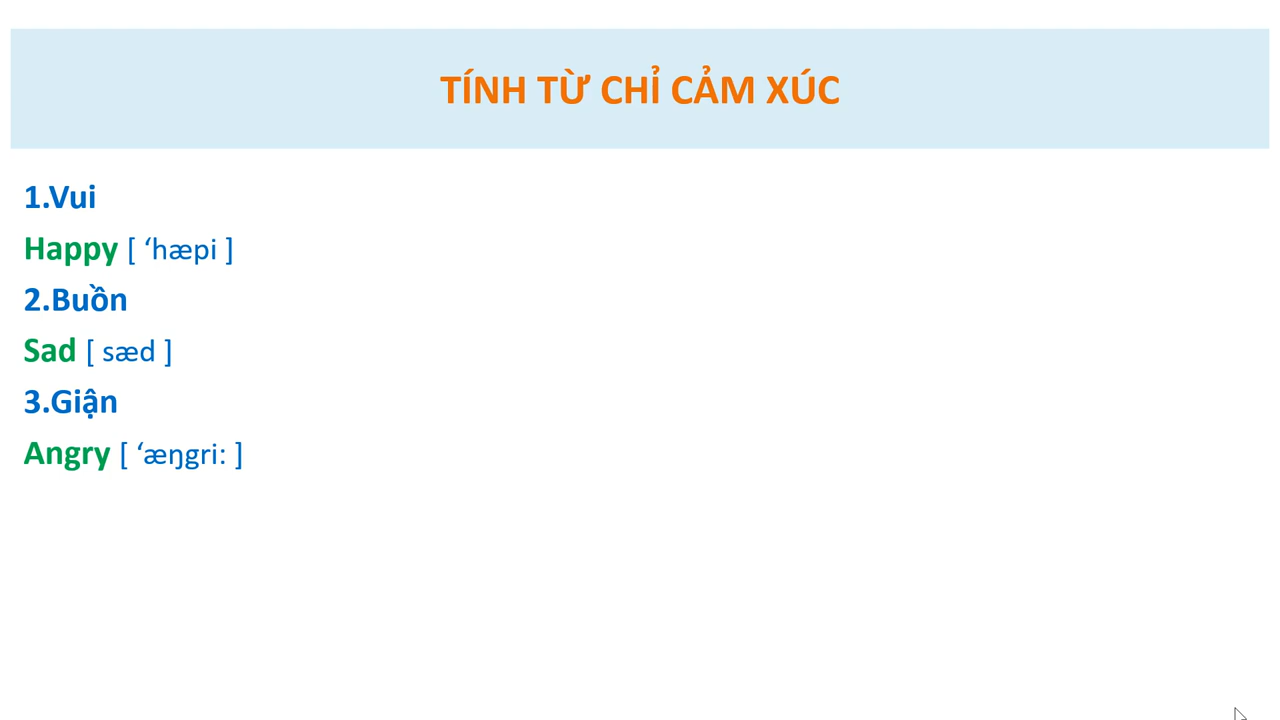 TÍNH TỪ CHỈ CẢM XÚC
1.Vui
Happy [ ‘hæpi ]
2.Buồn
Sad [ sæd ]
3.Giận
Angry [ ‘æŋgri: ]